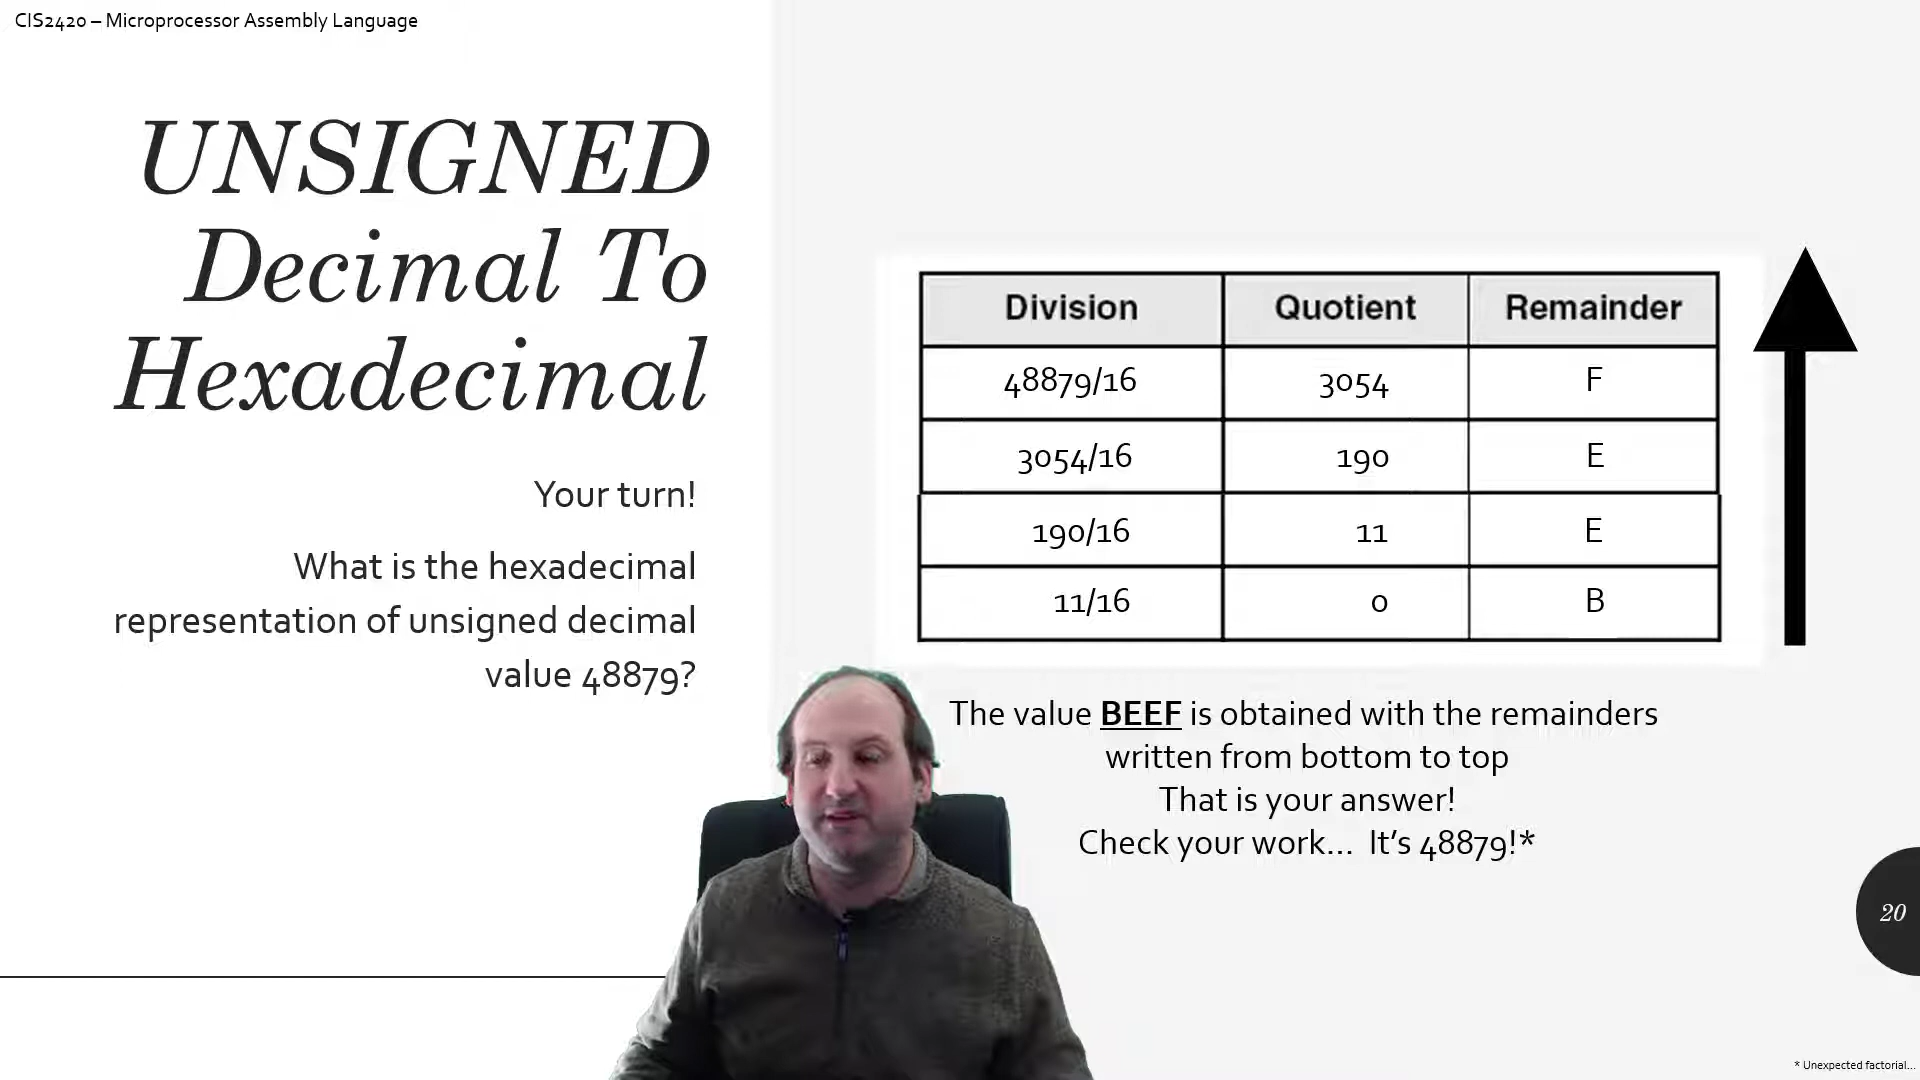 CIS2420 – Microprocessor Assembly Language
UNSIGNED
Decimal To
Hexadecimal
Your turn!
What is the hexadecimal
representation of unsigned decimal
value 48879?
Division Quotient Remainder
48879/16 3054 F
3054/16 190 E
190/16 11 E
11/16 0 B
The value BEEF is obtained with the remainders
written from bottom to top
That is your answer!
Check your work... It's 48879!*
20
* Unexpected factorial...